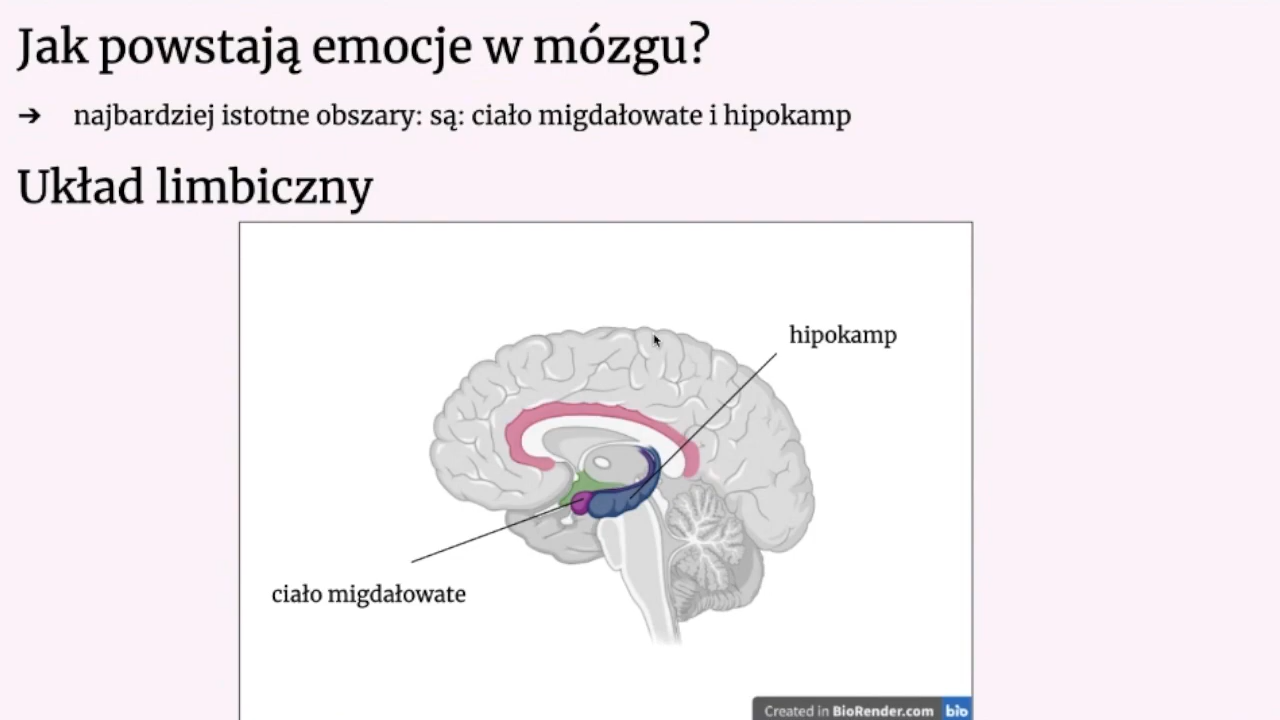 Jak powstają emocje w mózgu?
➔ najbardziej istotne obszary: są: ciało migdałowate i hipokamp
Układ limbiczny
hipokamp
ciało migdałowate
Created in BioRender.com bio